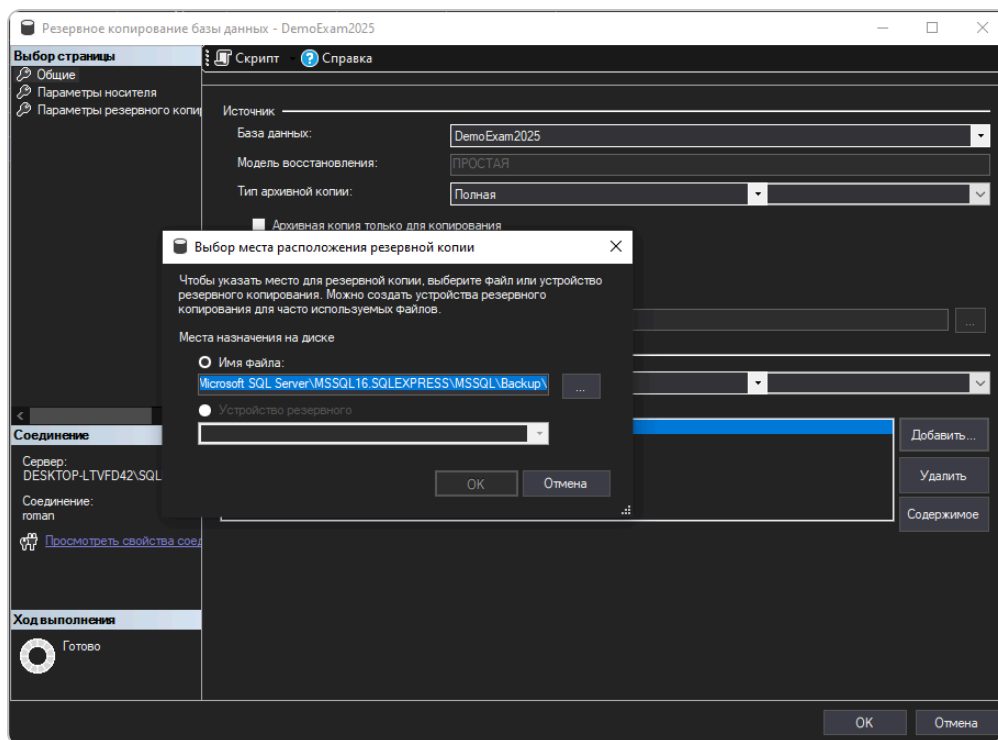 Резервное копирование базы данных - DemoExam2025
Выбор страницы
Общие
Параметры носителя
Параметры резервного копи
Скрипт
Справка
Источник
База данных:
DemoExam2025
Модель восстановления:
ПРОСТАЯ
Тип архивной копии:
Полная
Архивная копия только для копирования
Выбор места расположения резервной копии
Чтобы указать место для резервной копии, выберите файл или устройство
резервного копирования. Можно создать устройства резервного
копирования для часто используемых файлов.
Места назначения на диске
Имя файла:
Microsoft SQL Server\MSSQL16.SQLEXPRESS\MSSQL\Backup\
...
Устройство резервного
OK
Отмена
...
Добавить...
Удалить
Содержимое
Соединение
Сервер:
DESKTOP-LTVFD42\SQL
Соединение:
roman
Просмотреть свойства соед
Ход выполнения
Готово
OK
Отмена